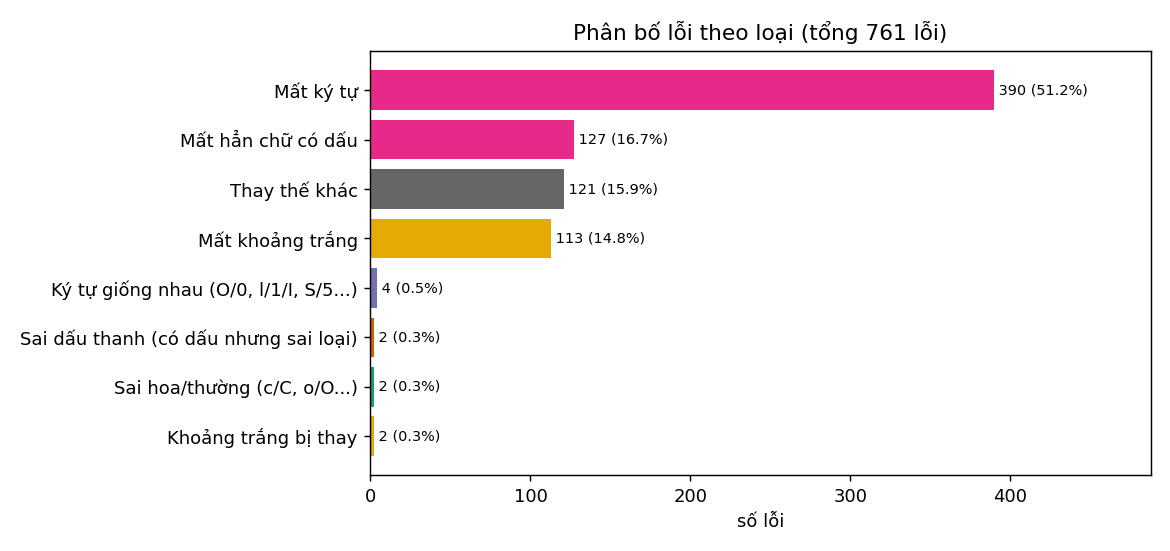 Phân bố lỗi theo loại (tổng 761 lỗi)
Mất ký tự 390 (51.2%)
Mất hẳn chữ có dấu 127 (16.7%)
Thay thế khác 121 (15.9%)
Mất khoảng trắng 113 (14.8%)
Ký tự giống nhau (O/0, l/1/I, S/5...) 4 (0.5%)
Sai dấu thanh (có dấu nhưng sai loại) 2 (0.3%)
Sai hoa/thường (c/C, o/O...) 2 (0.3%)
Khoảng trắng bị thay 2 (0.3%)
0 100 200 300 400
số lỗi